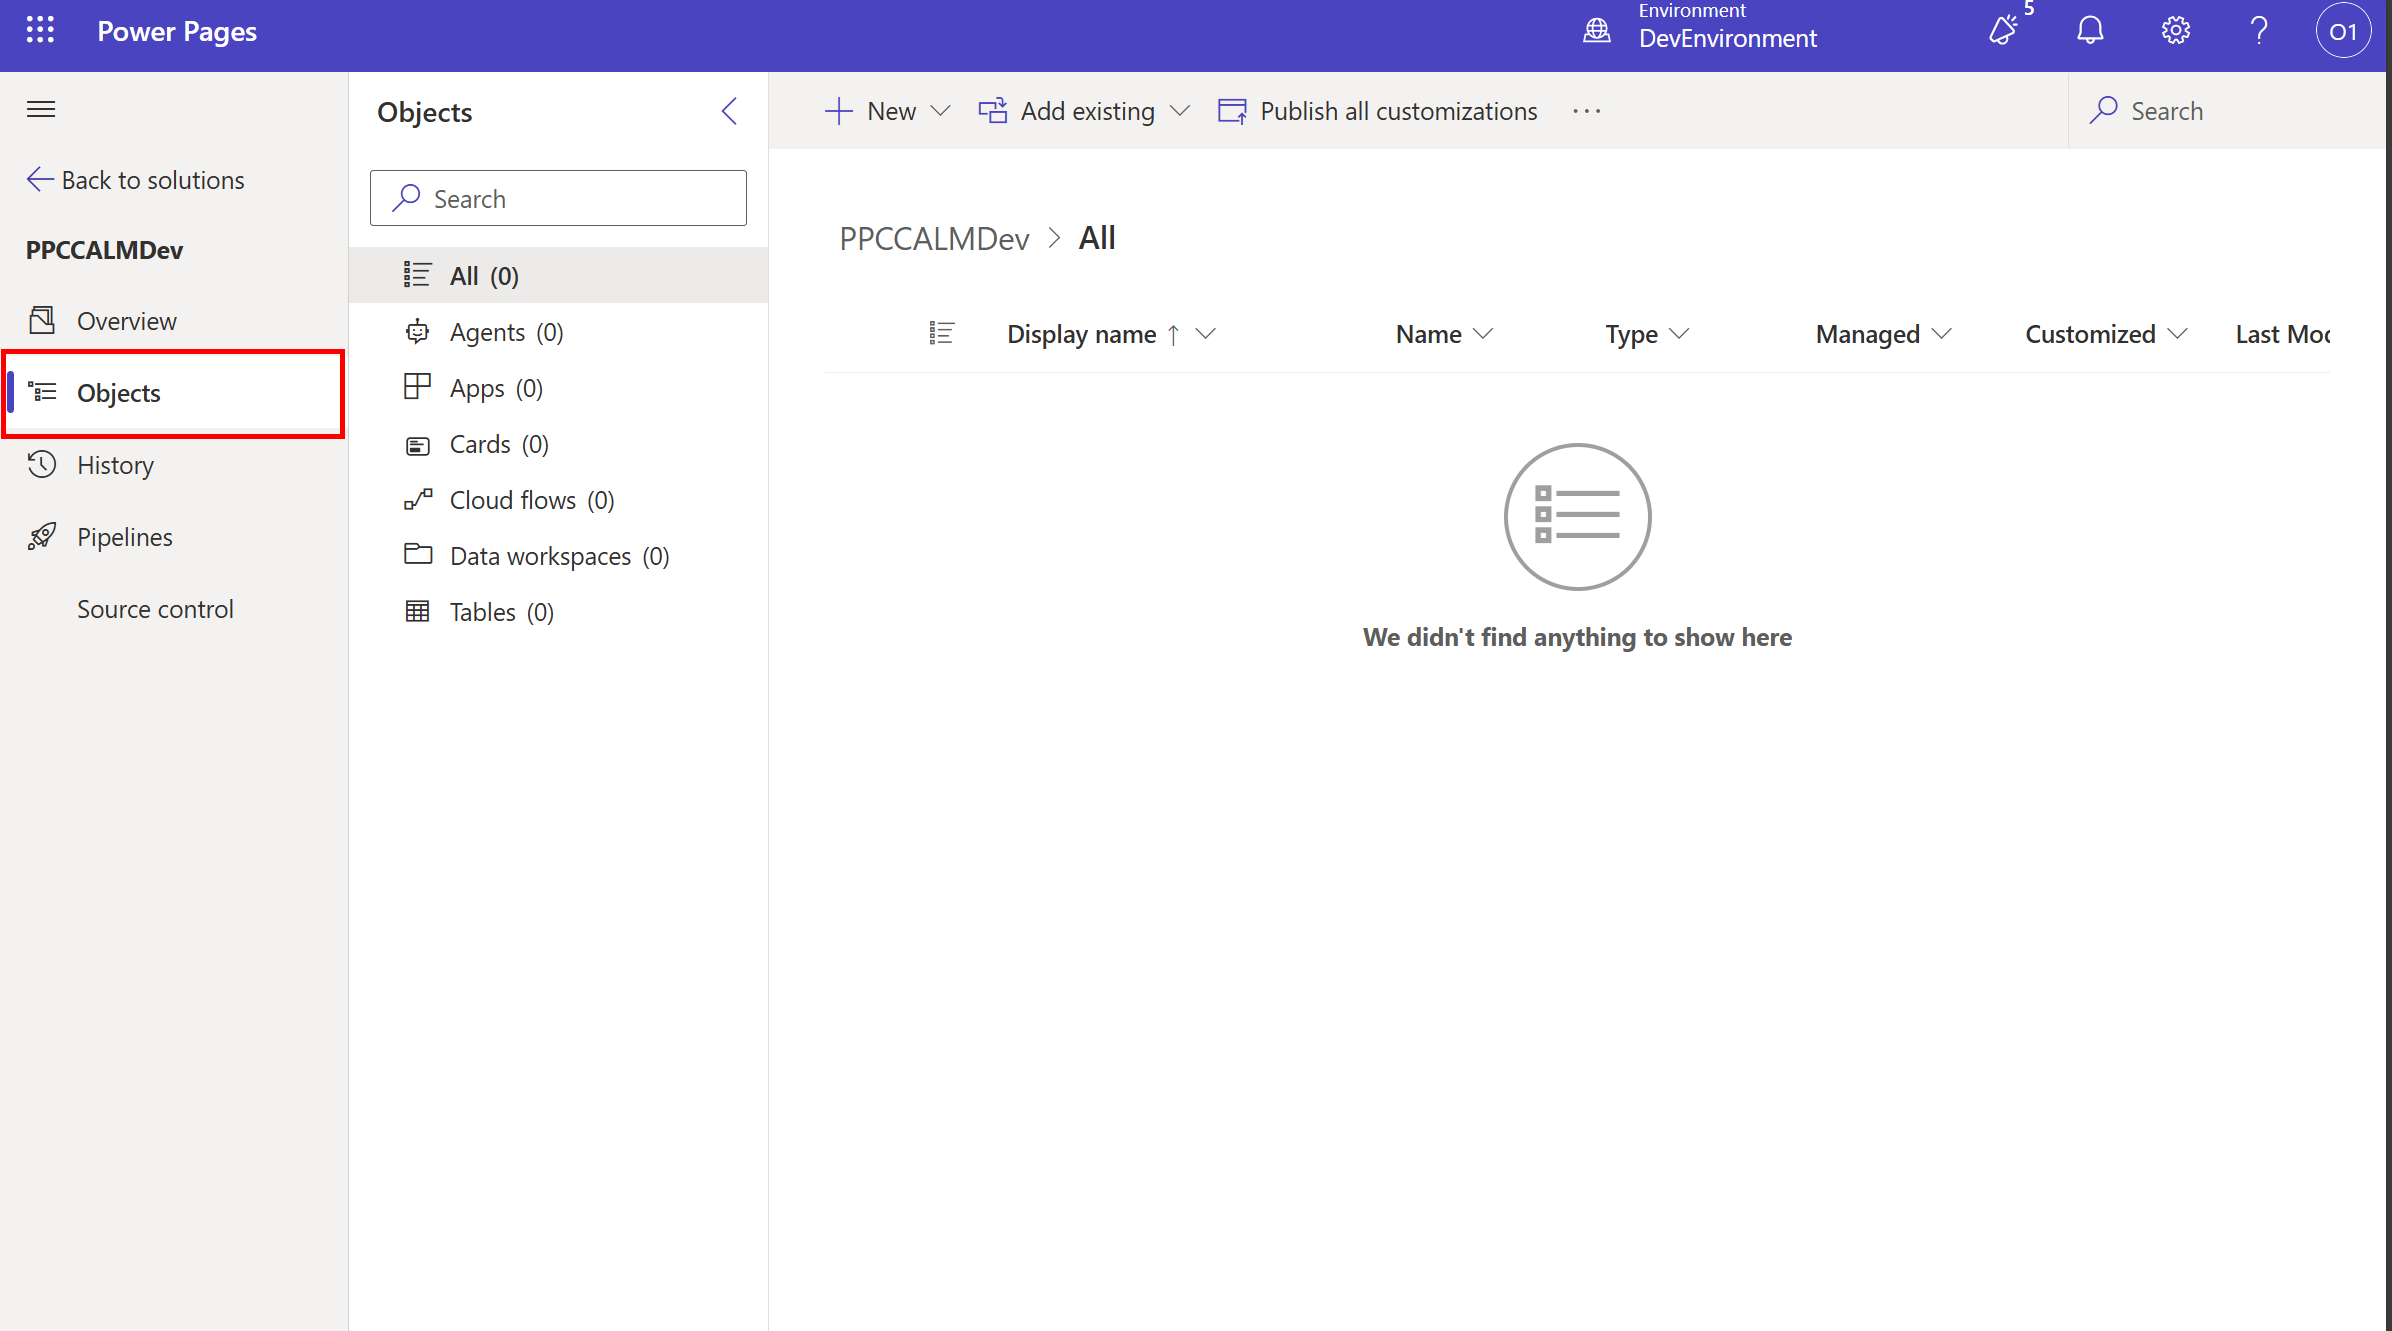 Power Pages
Environment
DevEnvironment
5
O1
Back to solutions
PPCCALMDev
Overview
Objects
History
Pipelines
Source control
Objects
Search
All (0)
Agents (0)
Apps (0)
Cards (0)
Cloud flows (0)
Data workspaces (0)
Tables (0)
New Add existing Publish all customizations ... Search
PPCCALMDev > All
Display name ↑ Name Type Managed Customized Last Moc
We didn't find anything to show here